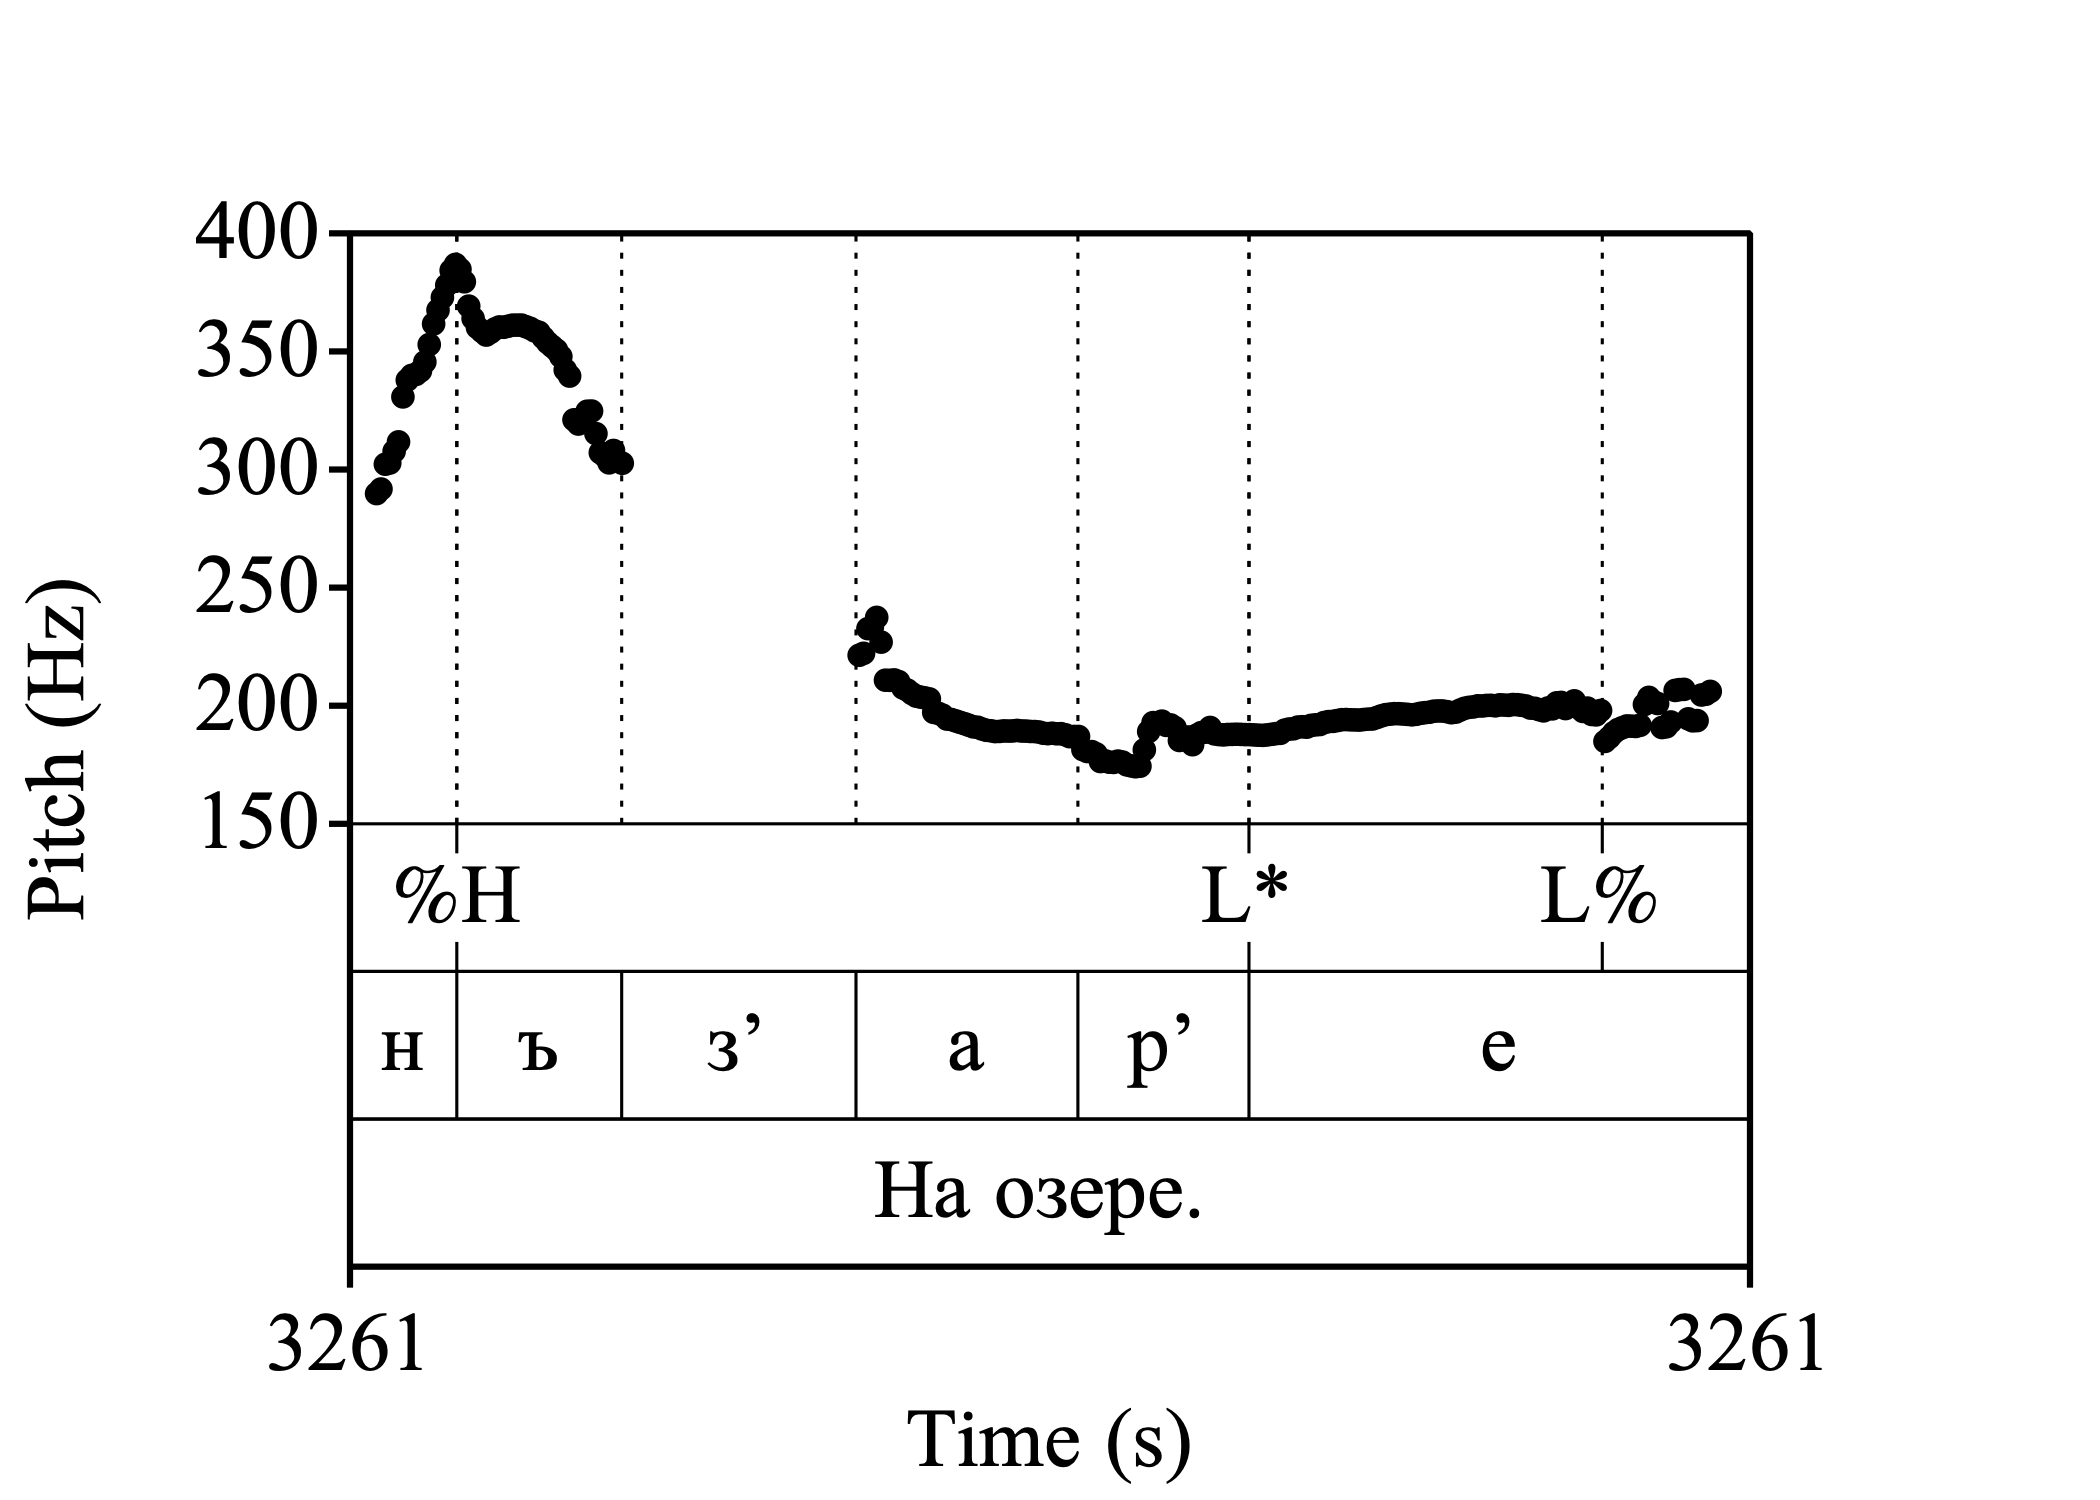 400
350
300
250
200
150
Pitch (Hz)
%H L* L%
н ъ з’ а р’ е
На озере.
3261 3261
Time (s)